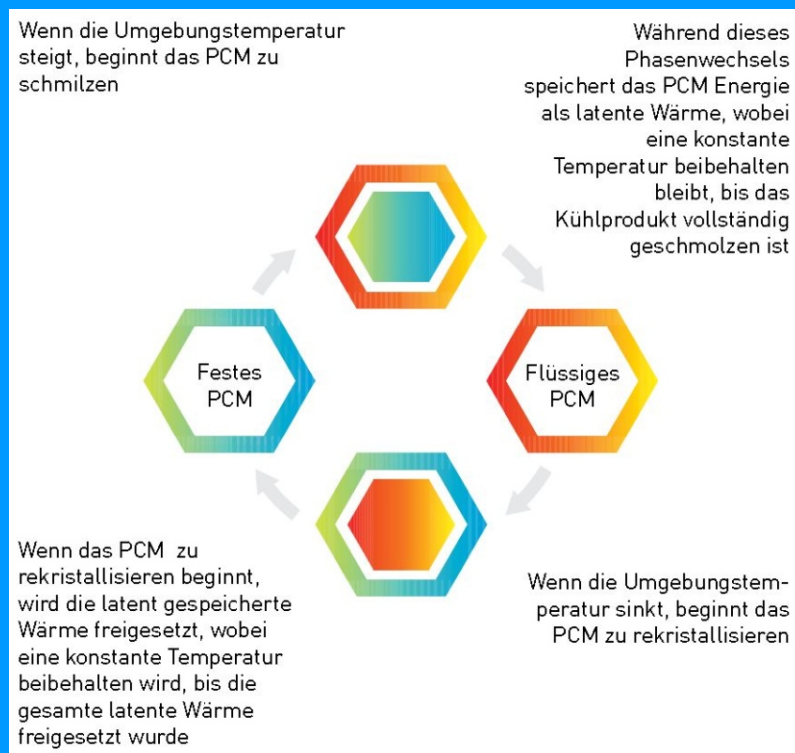 Wenn die Umgebungstemperatur
steigt, beginnt das PCM zu
schmilzen
Während dieses
Phasenwechsels
speichert das PCM Energie
als latente Wärme, wobei
eine konstante
Temperatur beibehalten
bleibt, bis das
Kühlprodukt vollständig
geschmolzen ist
Festes
PCM
Flüssiges
PCM
Wenn das PCM zu
rekristallisieren beginnt,
wird die latent gespeicherte
Wärme freigesetzt, wobei
eine konstante Temperatur
beibehalten wird, bis die
gesamte latente Wärme
freigesetzt wurde
Wenn die Umgebungstem-
peratur sinkt, beginnt das
PCM zu rekristallisieren